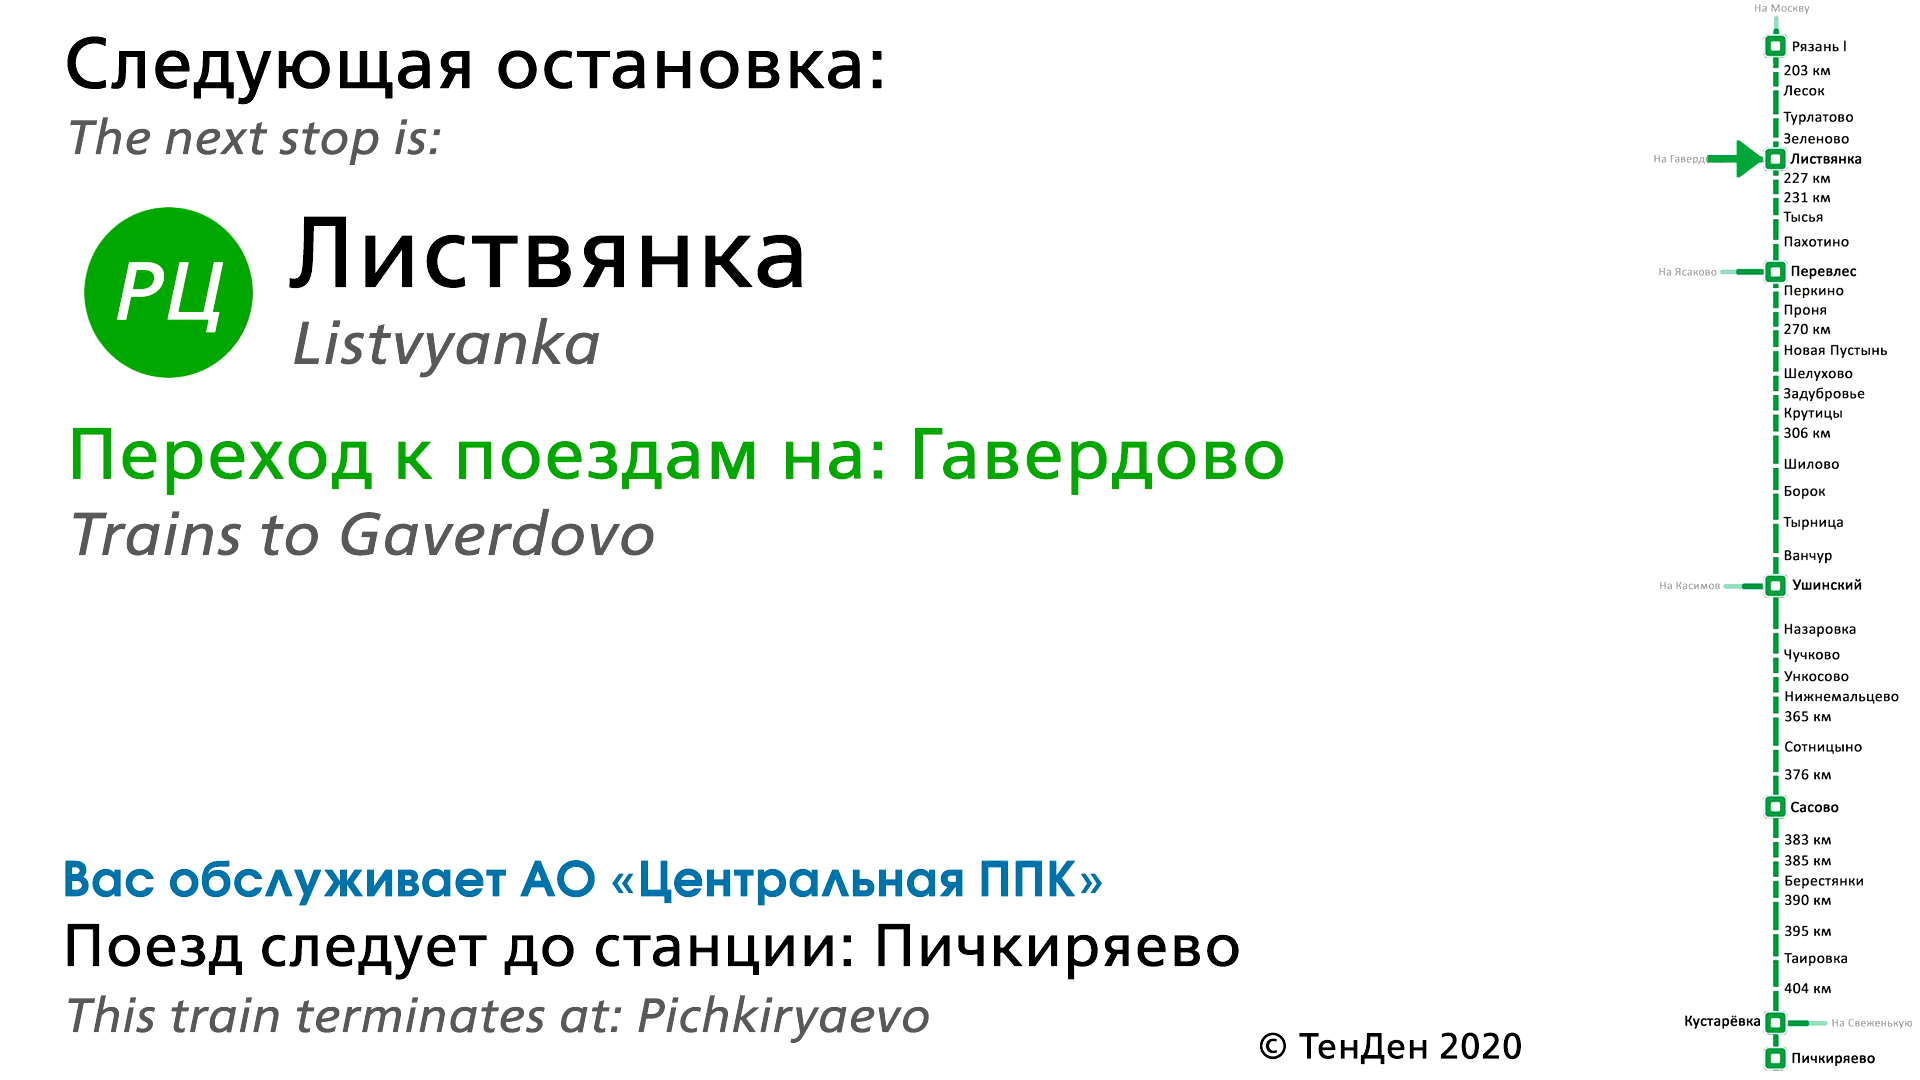 Следующая остановка:
The next stop is:
РЦ
Листвянка
Listvyanka
Переход к поездам на: Гавердово
Trains to Gaverdovo
Вас обслуживает АО «Центральная ППК»
Поезд следует до станции: Пичкиряево
This train terminates at: Pichkiryaevo
© ТенДен 2020
На Москву
Рязань I
203 км
Лесок
Турлатово
Зеленово
На Гаверд
Листвянка
227 км
231 км
Тысья
Пахотино
На Ясаково
Перевлес
Перкино
Проня
270 км
Новая Пустынь
Шелухово
Задубровье
Крутицы
306 км
Шилово
Борок
Тырница
Ванчур
На Касимов
Ушинский
Назаровка
Чучково
Ункосово
Нижнемальцево
365 км
Сотницыно
376 км
Сасово
383 км
385 км
Берестянки
390 км
395 км
Таировка
404 км
Кустарёвка
На Свеженькую
Пичкиряево